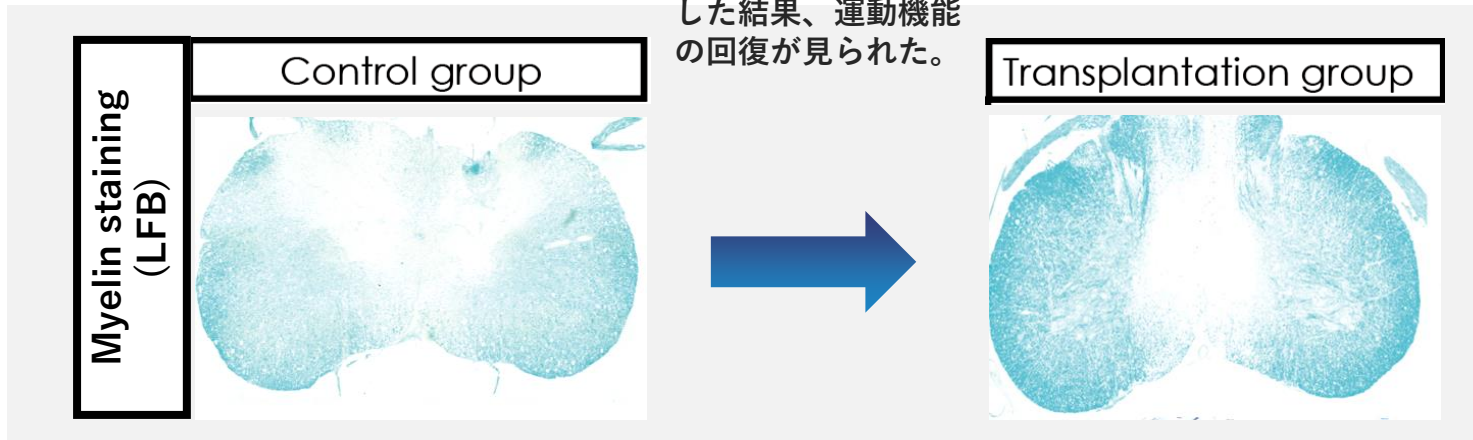 した結果、運動機能
の回復が見られた。
Control group
Transplantation group
Myelin staining
(LFB)